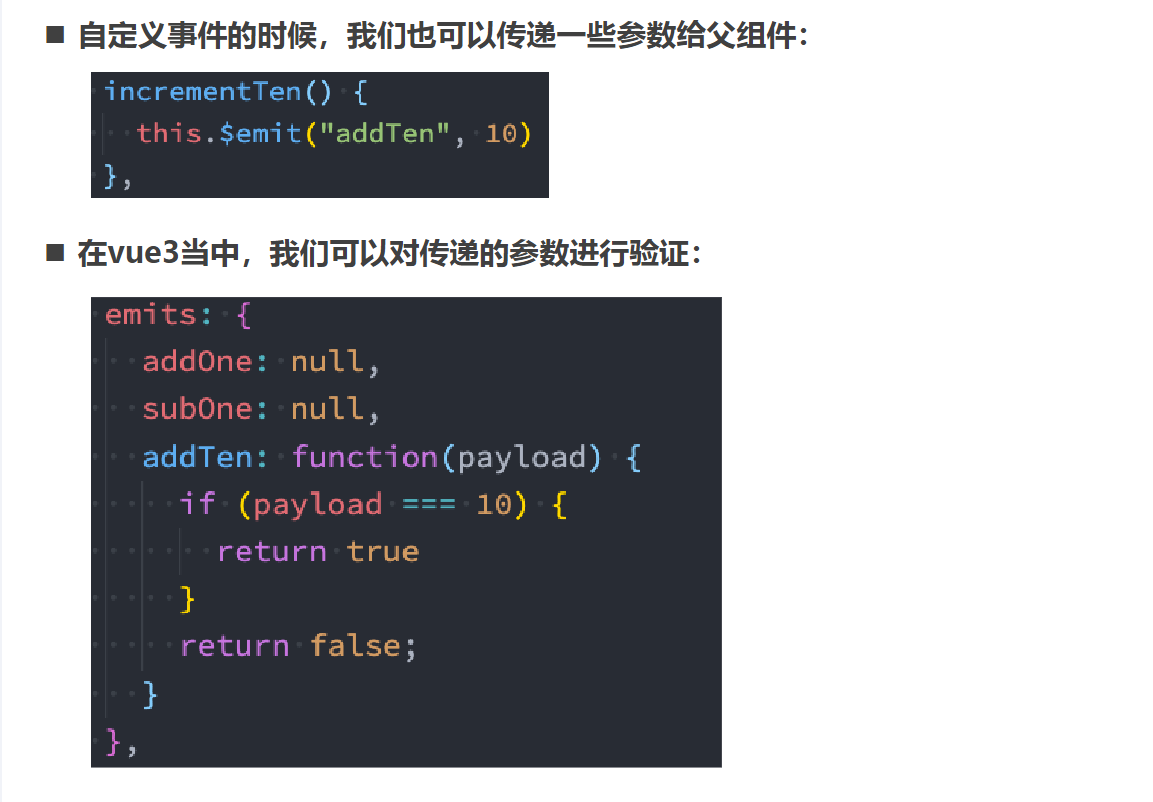 ■ 自定义事件的时候，我们也可以传递一些参数给父组件：
incrementTen() {
  this.$emit("addTen", 10)
},
■ 在vue3当中，我们可以对传递的参数进行验证：
emits: {
  addOne: null,
  subOne: null,
  addTen: function(payload) {
    if (payload === 10) {
      return true
    }
    return false;
  }
},